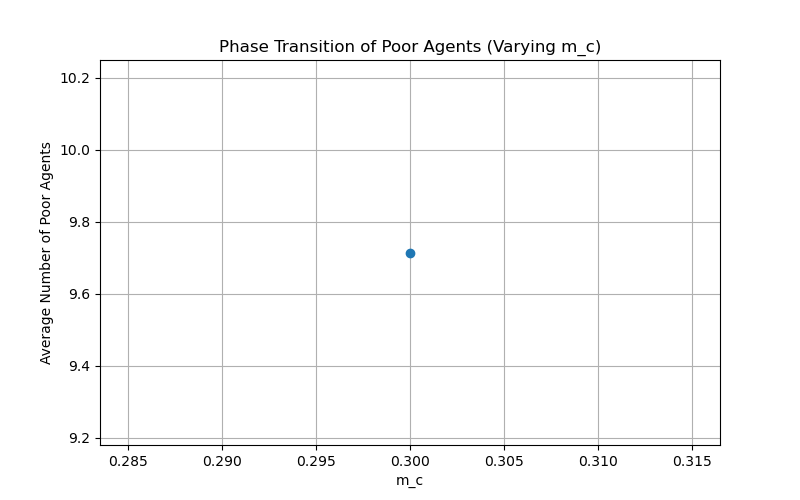 Phase Transition of Poor Agents (Varying m_c)
Average Number of Poor Agents
10.2
10.0
9.8
9.6
9.4
9.2
0.285 0.290 0.295 0.300 0.305 0.310 0.315
m_c